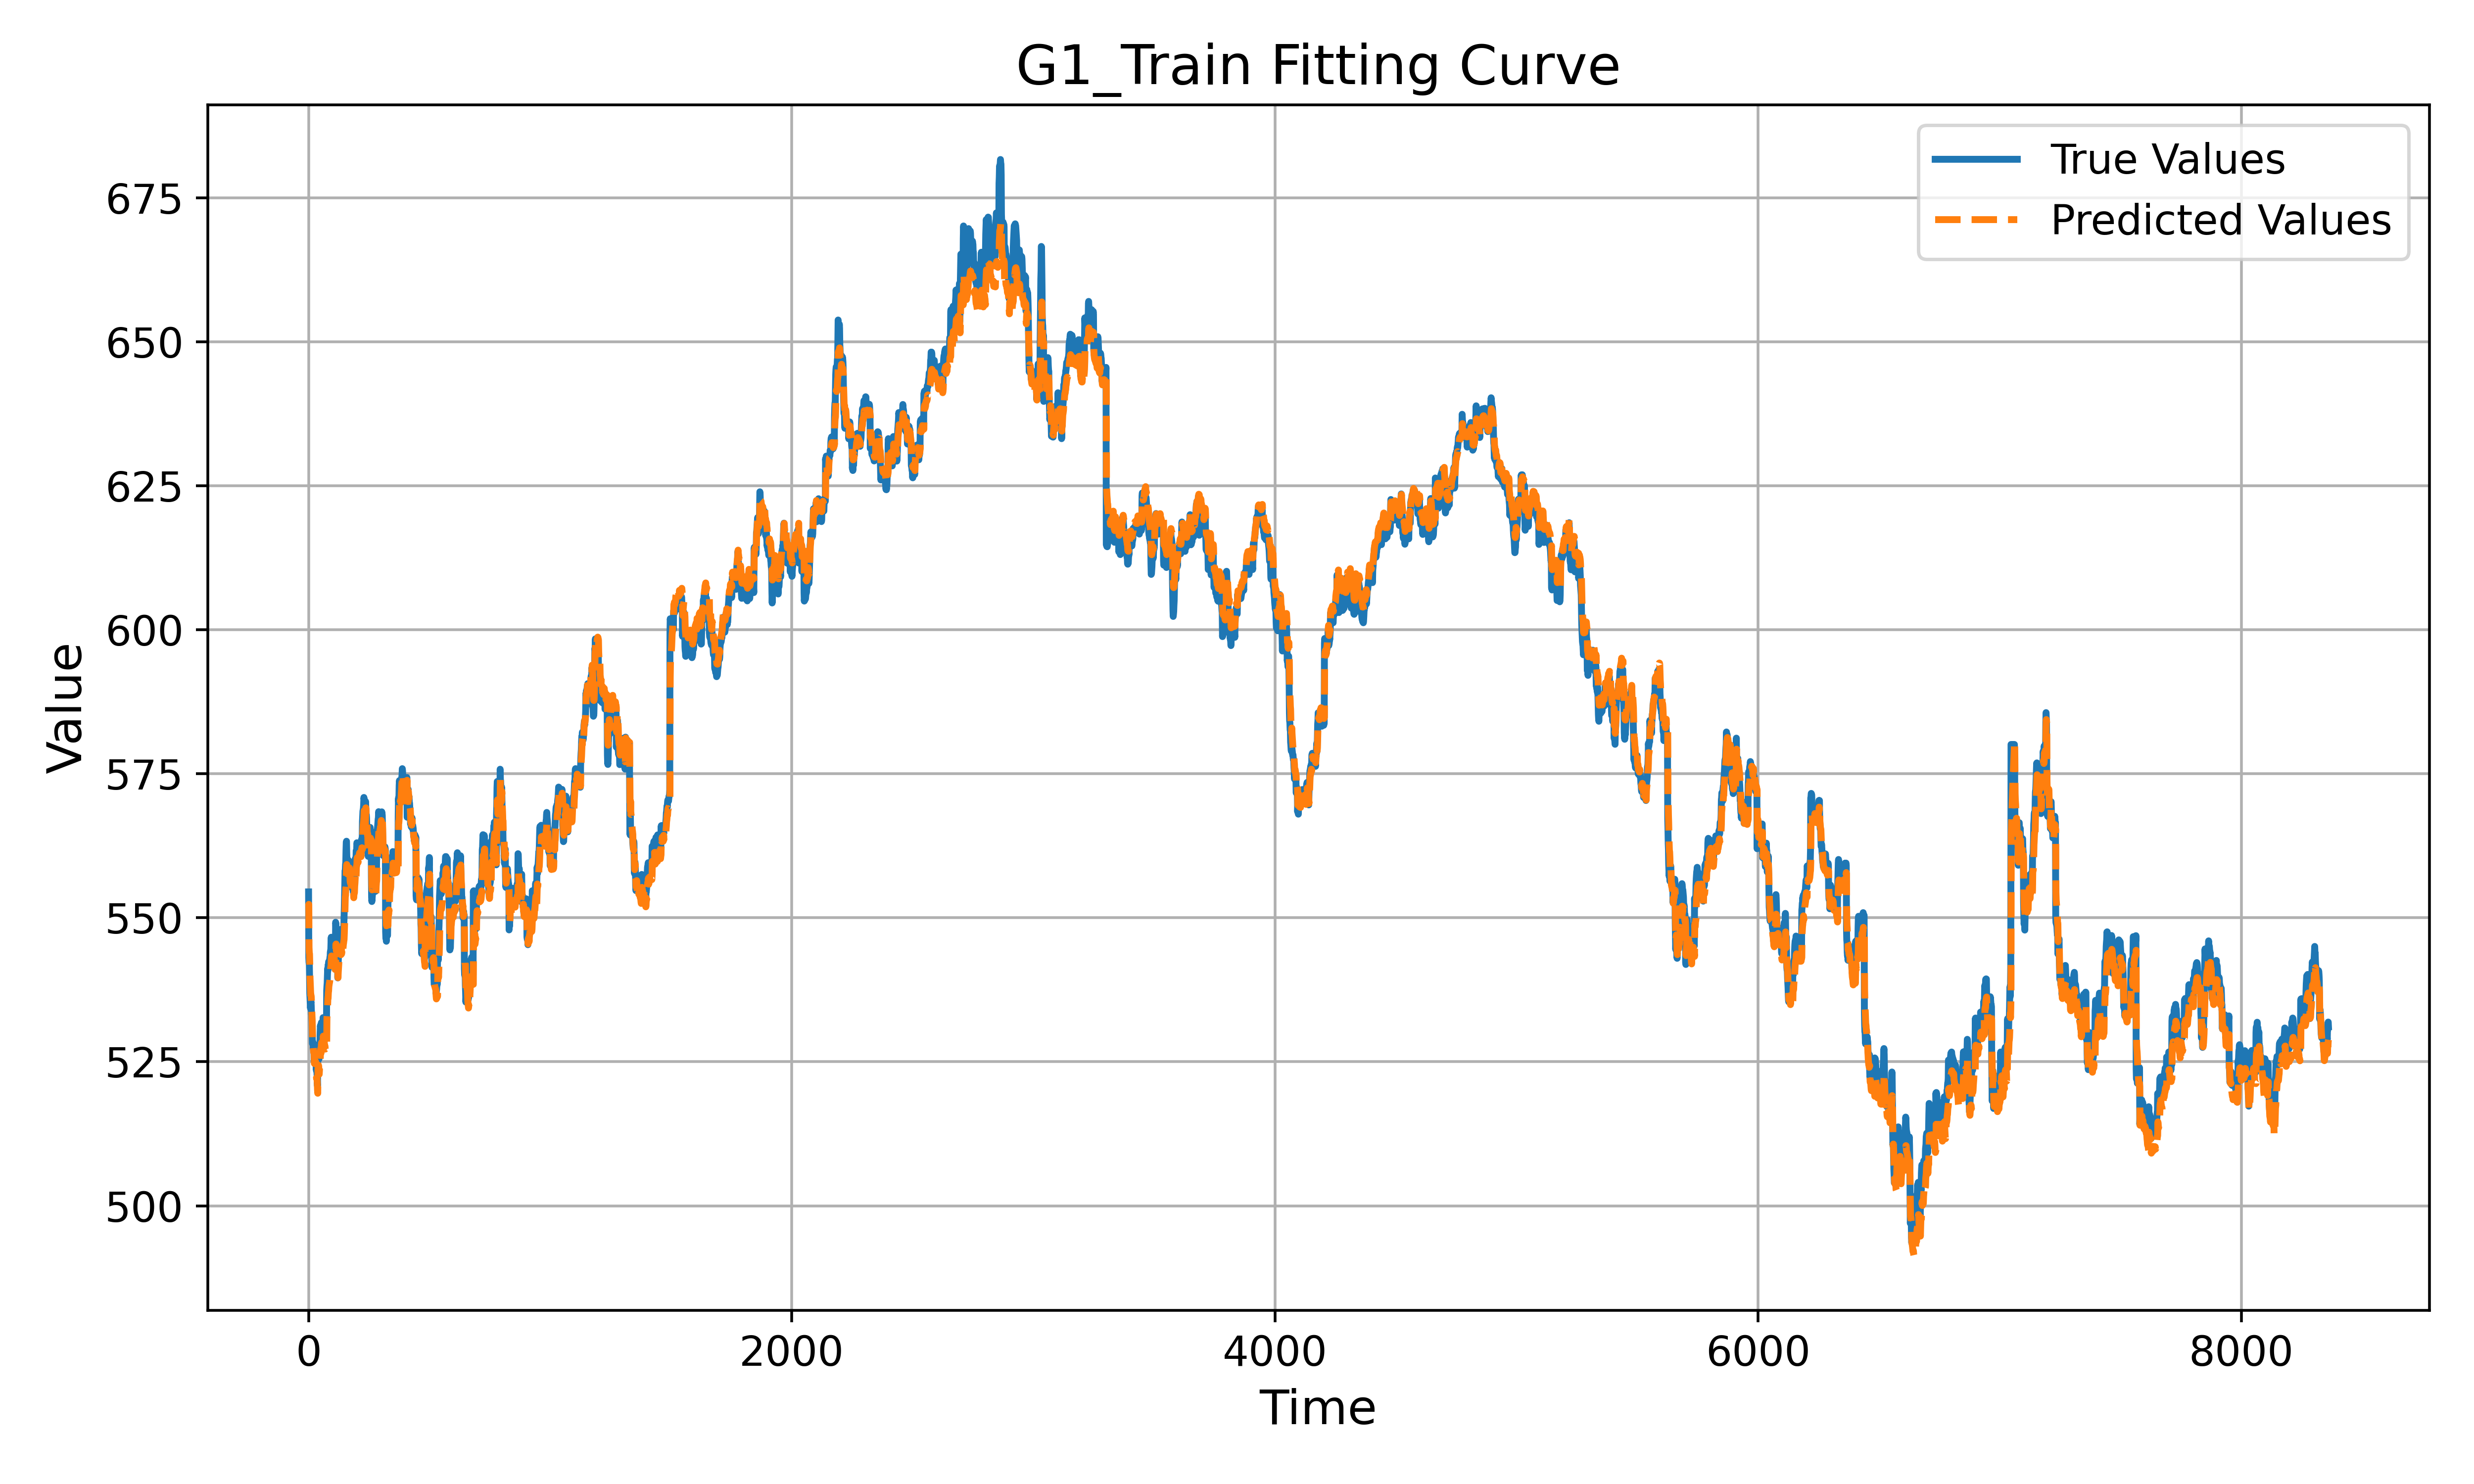 G1_Train Fitting Curve
True Values
Predicted Values
Value
675
650
625
600
575
550
525
500
0 2000 4000 6000 8000
Time